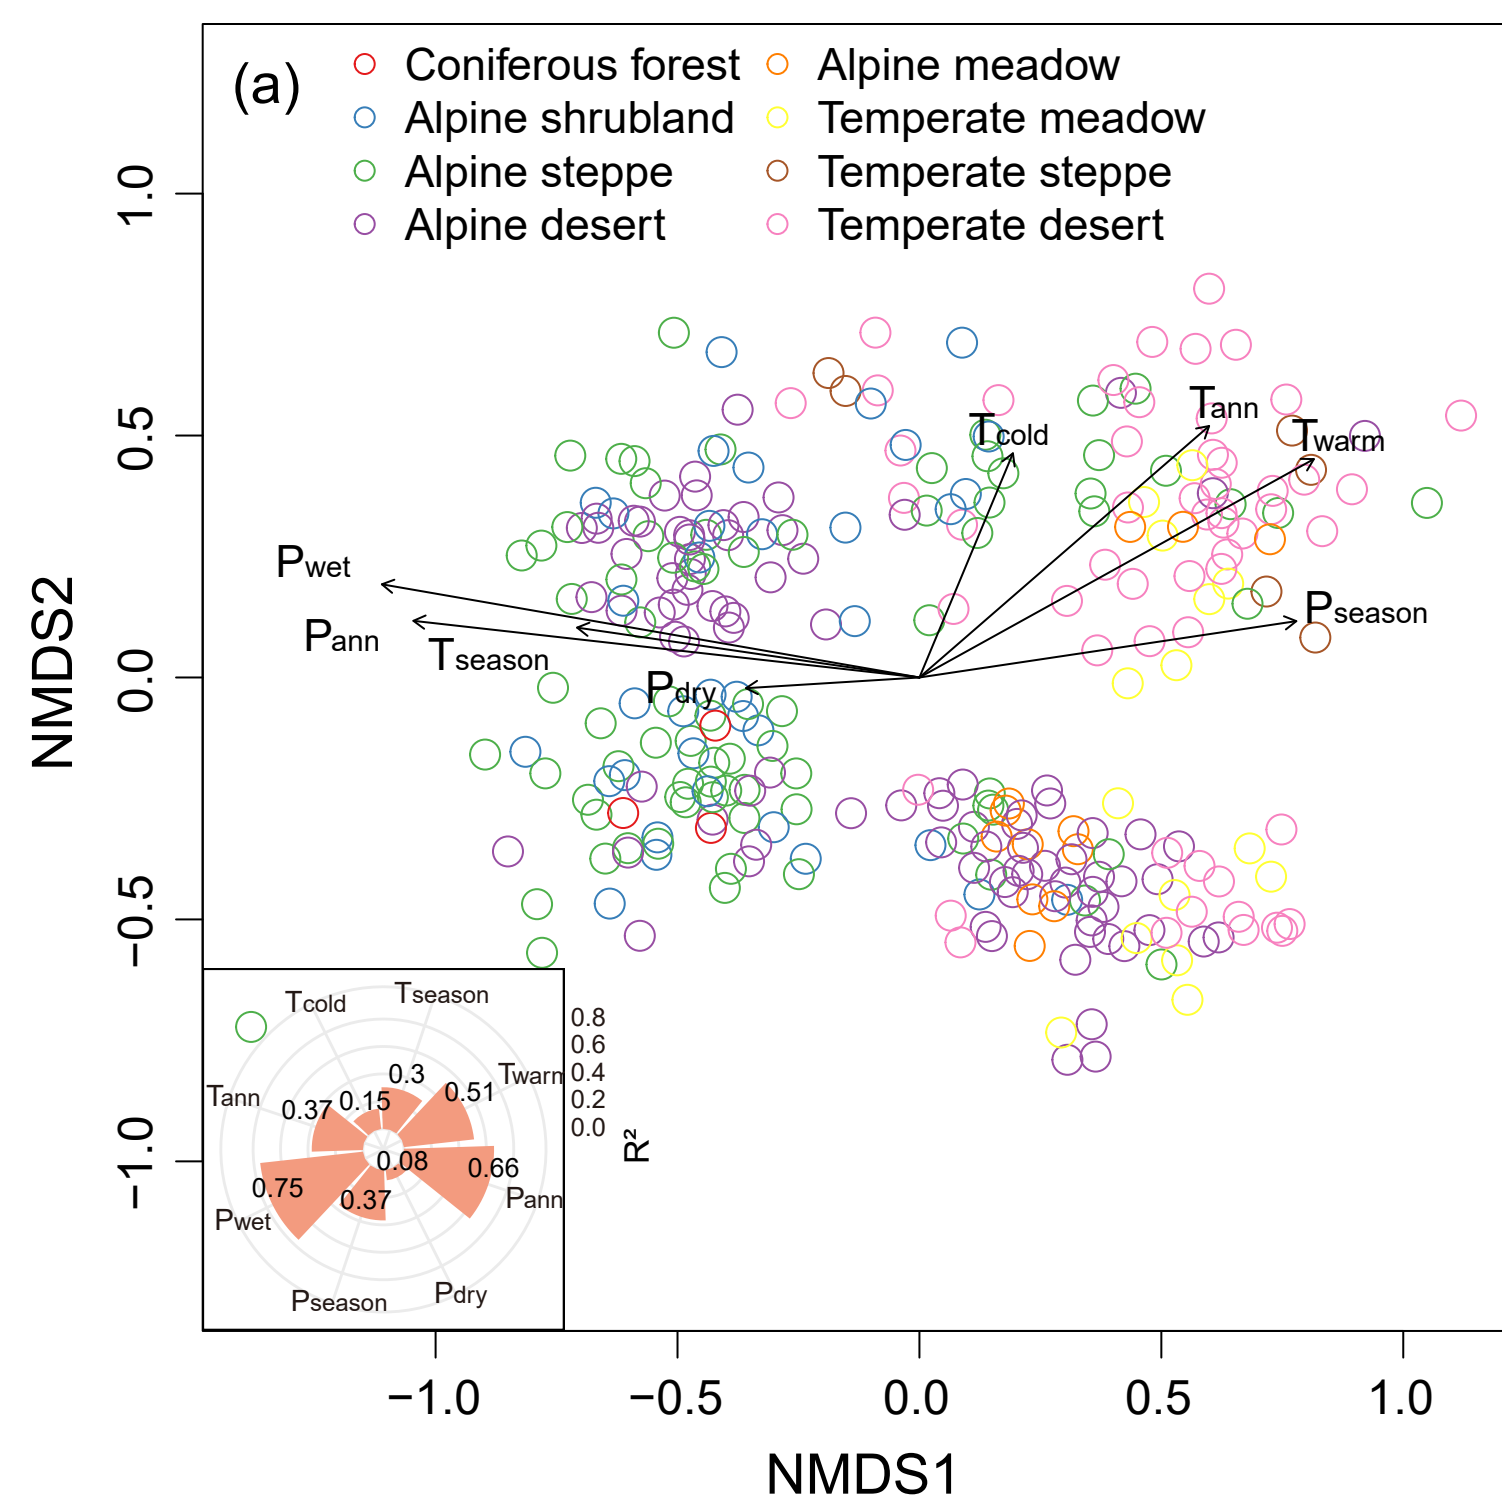 (a)
Coniferous forest
Alpine meadow
Alpine shrubland
Temperate meadow
Alpine steppe
Temperate steppe
Alpine desert
Temperate desert
1.0
0.5
0.0
−0.5
−1.0
NMDS2
Tann
Tcold
Twarm
Pwet
Pann
Tseason
Pseason
Pdry
Tcold
Tseason
0.8
0.6
0.4
0.2
0.0
R²
Tann
Twarm
0.3
0.51
0.37
0.15
0.08
0.66
0.75
0.37
Pann
Pwet
Pseason
Pdry
−1.0
−0.5
0.0
0.5
1.0
NMDS1